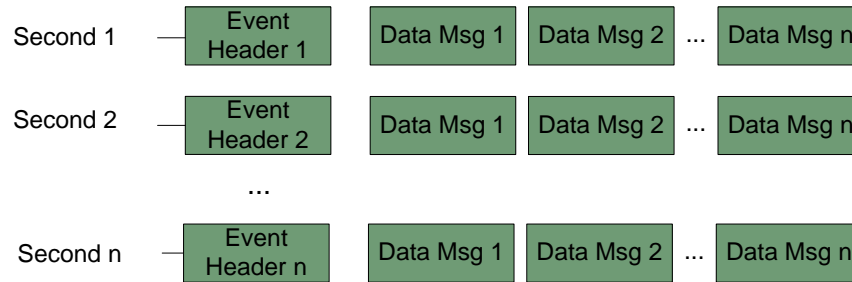 Second 1
Event
Header 1
Data Msg 1
Data Msg 2
...
Data Msg n
Second 2
Event
Header 2
Data Msg 1
Data Msg 2
...
Data Msg n
...
Second n
Event
Header n
Data Msg 1
Data Msg 2
...
Data Msg n